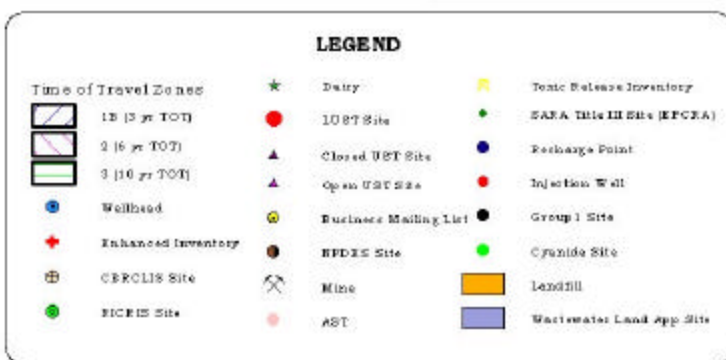 LEGEND
Time of Travel Zones
1B (3 yr TOT)
2 (6 yr TOT)
3 (10 yr TOT)
Wellhead
Enhanced Inventory
CERCLIS Site
RICRIS Site
Dairy
LUST Site
Closed UST Site
Open UST Site
Business Mailing List
NPDES Site
Mine
AST
Toxic Release Inventory
SARA Title III Site (EPCRA)
Recharge Point
Injection Well
Group 1 Site
Cyanide Site
Landfill
Wastewater Land App Site